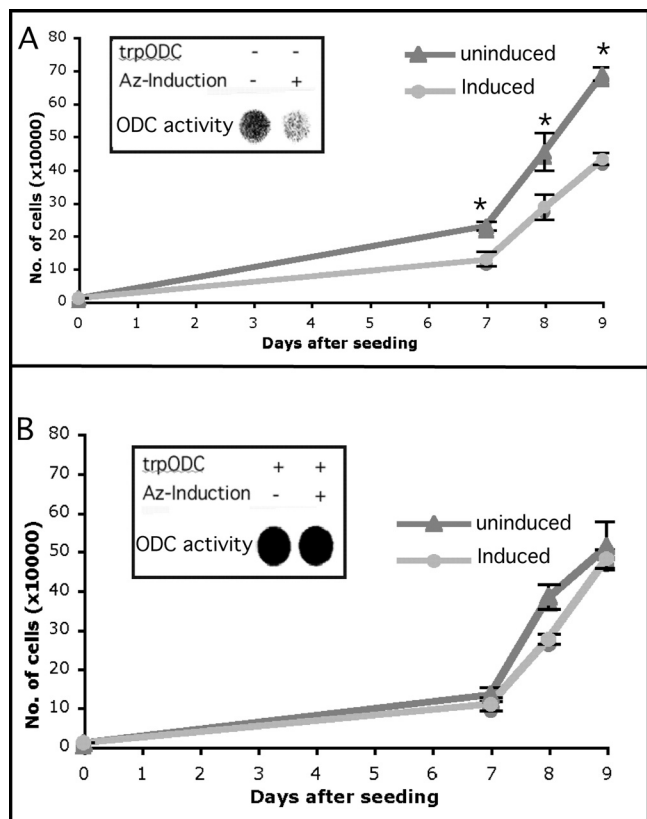 A
80
70
60
50
40
30
20
10
0
No. of cells (x10000)
trpODC - -
Az-Induction - +
ODC activity
uninduced
Induced
* * *
0 1 2 3 4 5 6 7 8 9
Days after seeding
B
80
70
60
50
40
30
20
10
0
No. of cells (x10000)
trpODC + +
Az-Induction - +
ODC activity
uninduced
Induced
0 1 2 3 4 5 6 7 8 9
Days after seeding